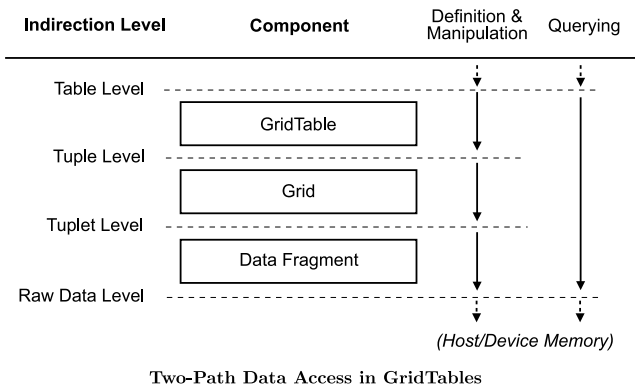 Indirection Level
Component
Definition &
Manipulation
Querying
Table Level
GridTable
Tuple Level
Grid
Tuplet Level
Data Fragment
Raw Data Level
(Host/Device Memory)
Two-Path Data Access in GridTables